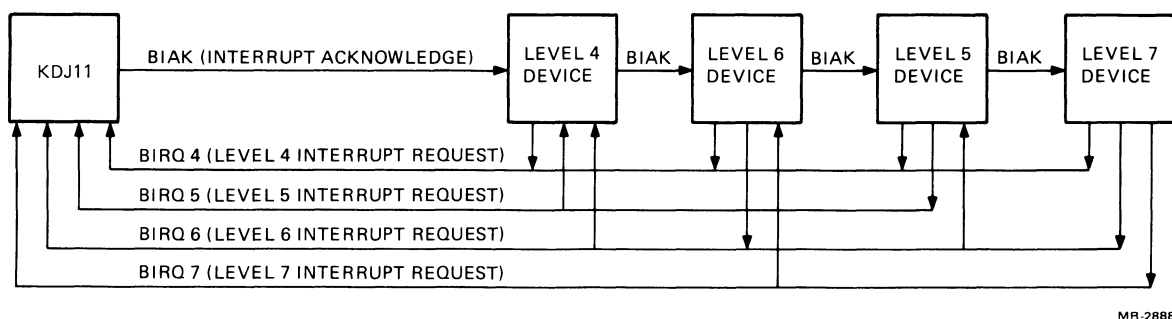 KDJ11
BIAK (INTERRUPT ACKNOWLEDGE)
LEVEL 4
DEVICE
BIAK
LEVEL 6
DEVICE
BIAK
LEVEL 5
DEVICE
BIAK
LEVEL 7
DEVICE
BIRQ 4 (LEVEL 4 INTERRUPT REQUEST)
BIRQ 5 (LEVEL 5 INTERRUPT REQUEST)
BIRQ 6 (LEVEL 6 INTERRUPT REQUEST)
BIRQ 7 (LEVEL 7 INTERRUPT REQUEST)
MR-2888